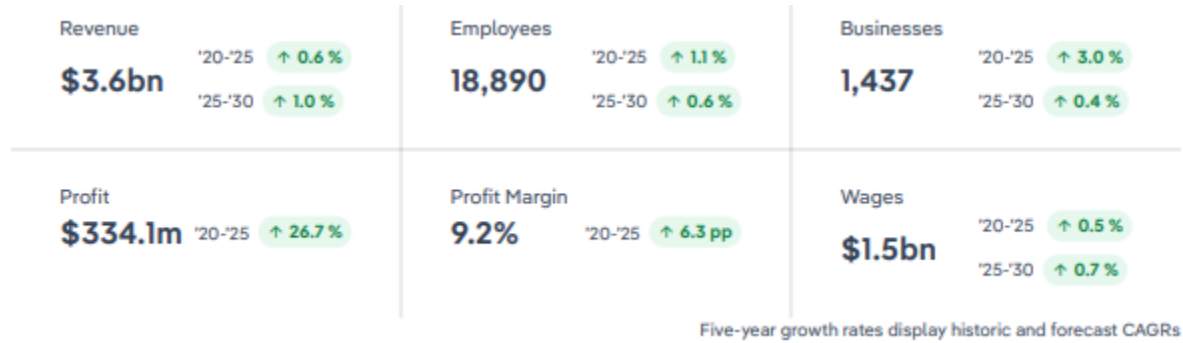 Revenue
$3.6bn
'20-'25 ↑ 0.6 %
'25-'30 ↑ 1.0 %
Employees
18,890
'20-'25 ↑ 1.1 %
'25-'30 ↑ 0.6 %
Businesses
1,437
'20-'25 ↑ 3.0 %
'25-'30 ↑ 0.4 %
Profit
$334.1m '20-'25 ↑ 26.7 %
Profit Margin
9.2% '20-'25 ↑ 6.3 pp
Wages
$1.5bn
'20-'25 ↑ 0.5 %
'25-'30 ↑ 0.7 %
Five-year growth rates display historic and forecast CAGRs